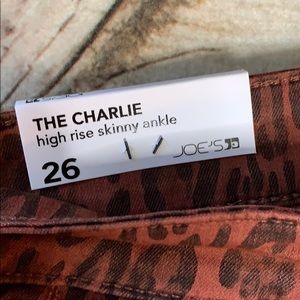 THE CHARLIE
high rise skinny ankle
26
JOE'S